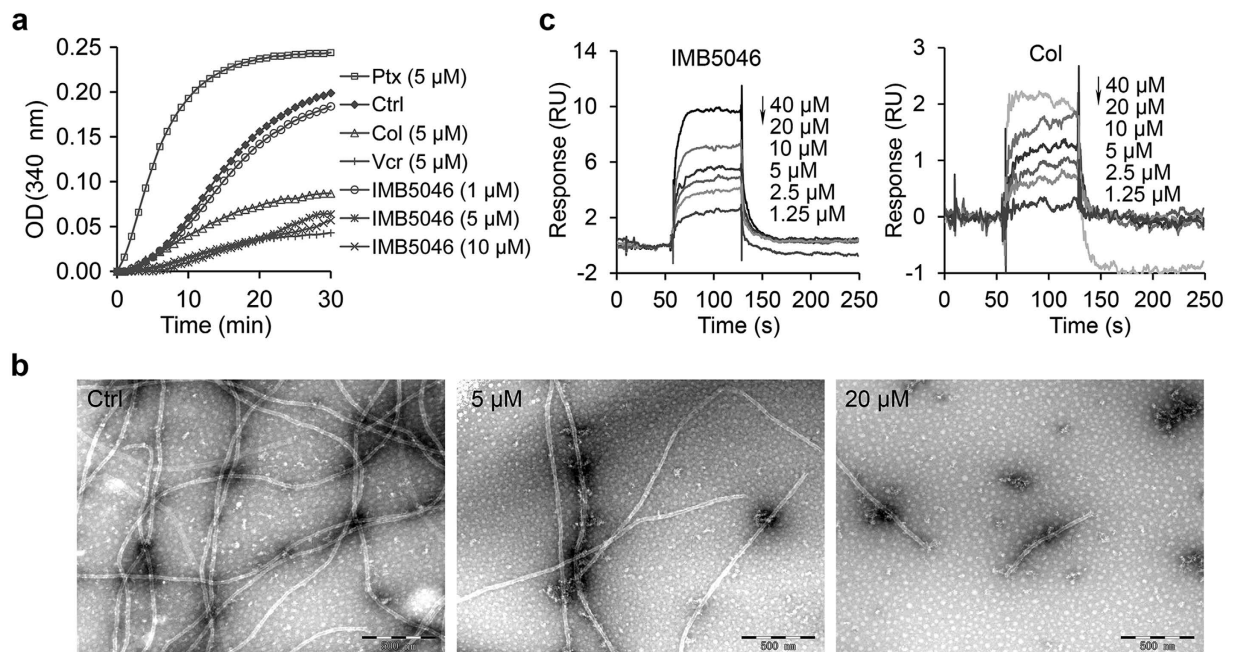 a
OD(340 nm)
0.25
0.20
0.15
0.10
0.05
0.00
0 10 20 30
Time (min)
Ptx (5 µM)
Ctrl
Col (5 µM)
Vcr (5 µM)
IMB5046 (1 µM)
IMB5046 (5 µM)
IMB5046 (10 µM)
c
IMB5046
Response (RU)
14
10
6
2
-2
0 50 100 150 200 250
Time (s)
40 µM
20 µM
10 µM
5 µM
2.5 µM
1.25 µM
Col
Response (RU)
3
2
1
0
-1
0 50 100 150 200 250
Time (s)
40 µM
20 µM
10 µM
5 µM
2.5 µM
1.25 µM
b
Ctrl
500 nm
5 µM
500 nm
20 µM
500 nm